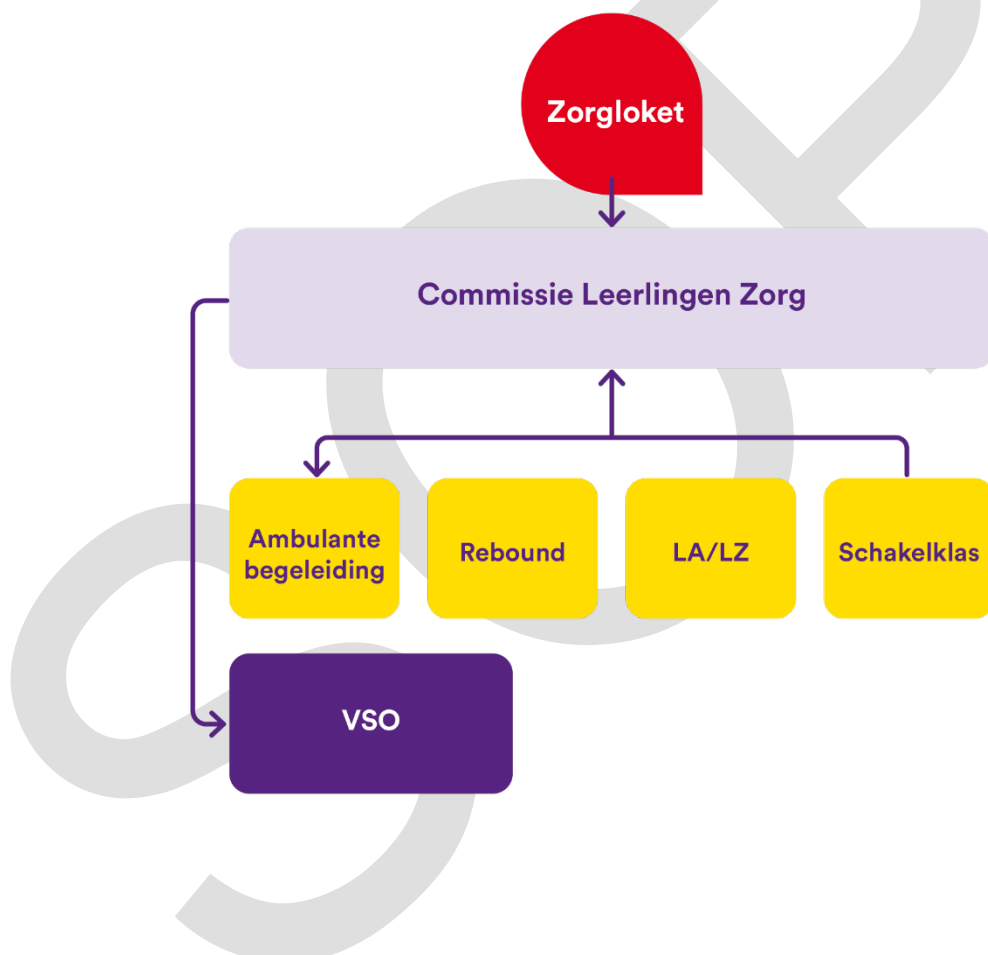 Zorgloket
Commissie Leerlingen Zorg
Ambulante
begeleiding
Rebound
LA/LZ
Schakelklas
VSO